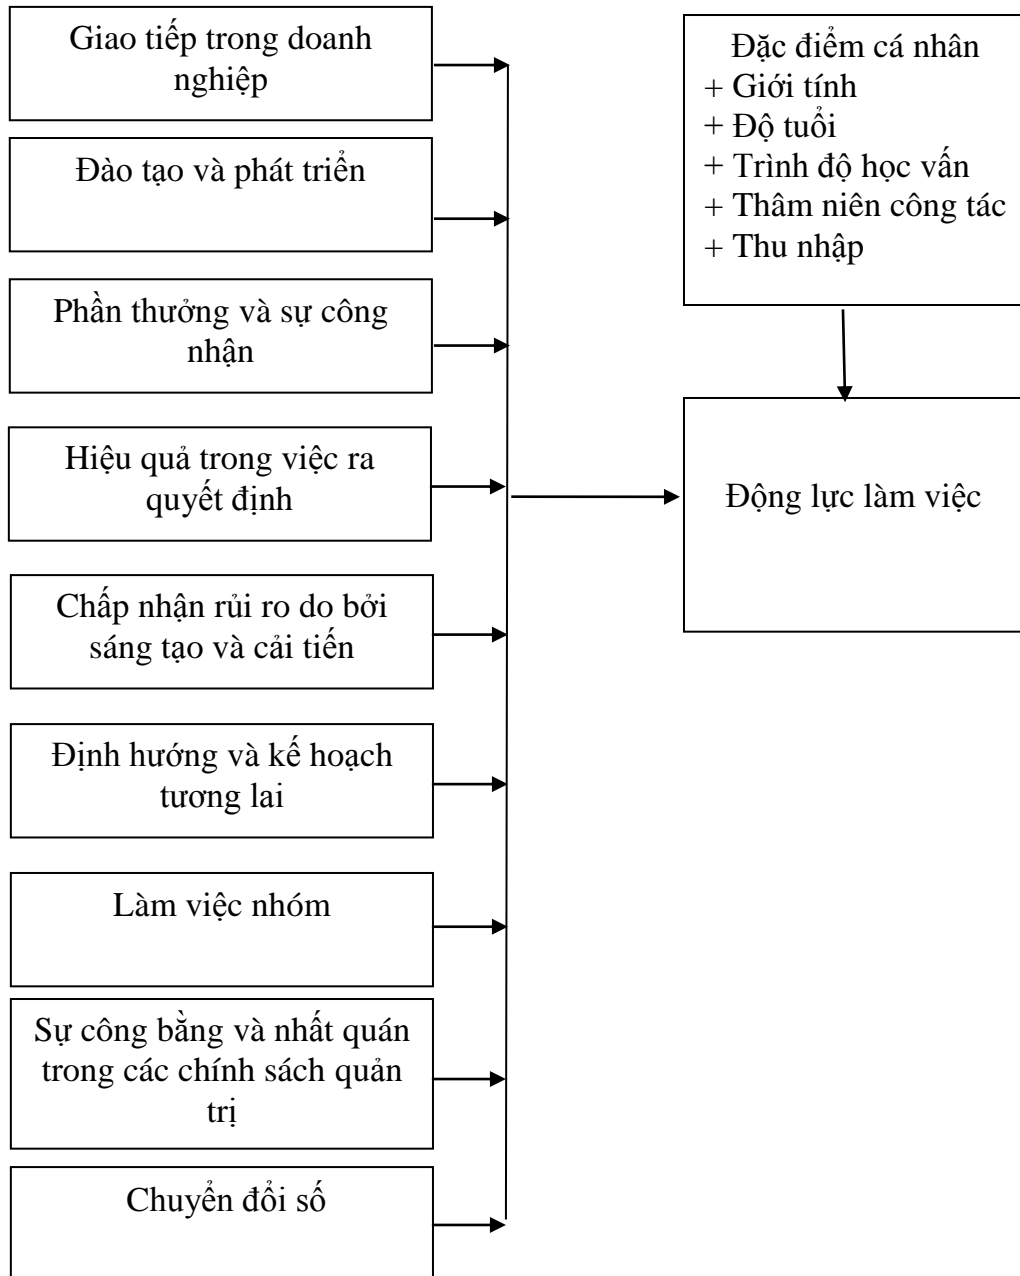 Giao tiếp trong doanh
nghiệp
Đào tạo và phát triển
Phần thưởng và sự công
nhận
Hiệu quả trong việc ra
quyết định
Chấp nhận rủi ro do bởi
sáng tạo và cải tiến
Định hướng và kế hoạch
tương lai
Làm việc nhóm
Sự công bằng và nhất quán
trong các chính sách quản
trị
Chuyển đổi số
Đặc điểm cá nhân
+ Giới tính
+ Độ tuổi
+ Trình độ học vấn
+ Thâm niên công tác
+ Thu nhập
Động lực làm việc